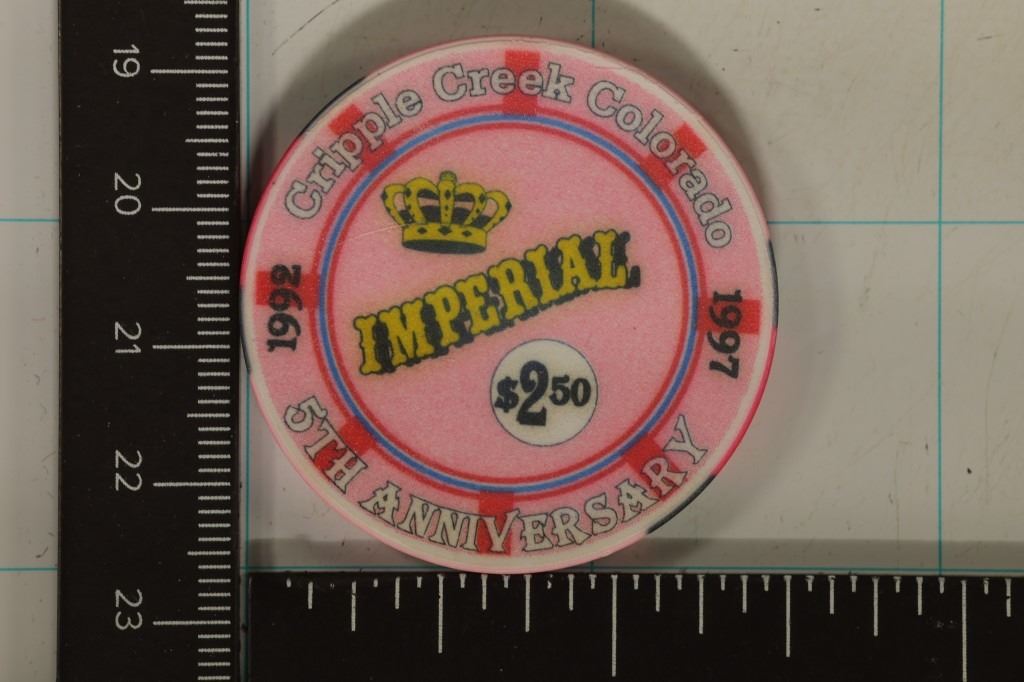 Cripple Creek Colorado
1992
IMPERIAL
1997
$2.50
5TH ANNIVERSARY
19
20
21
22
23